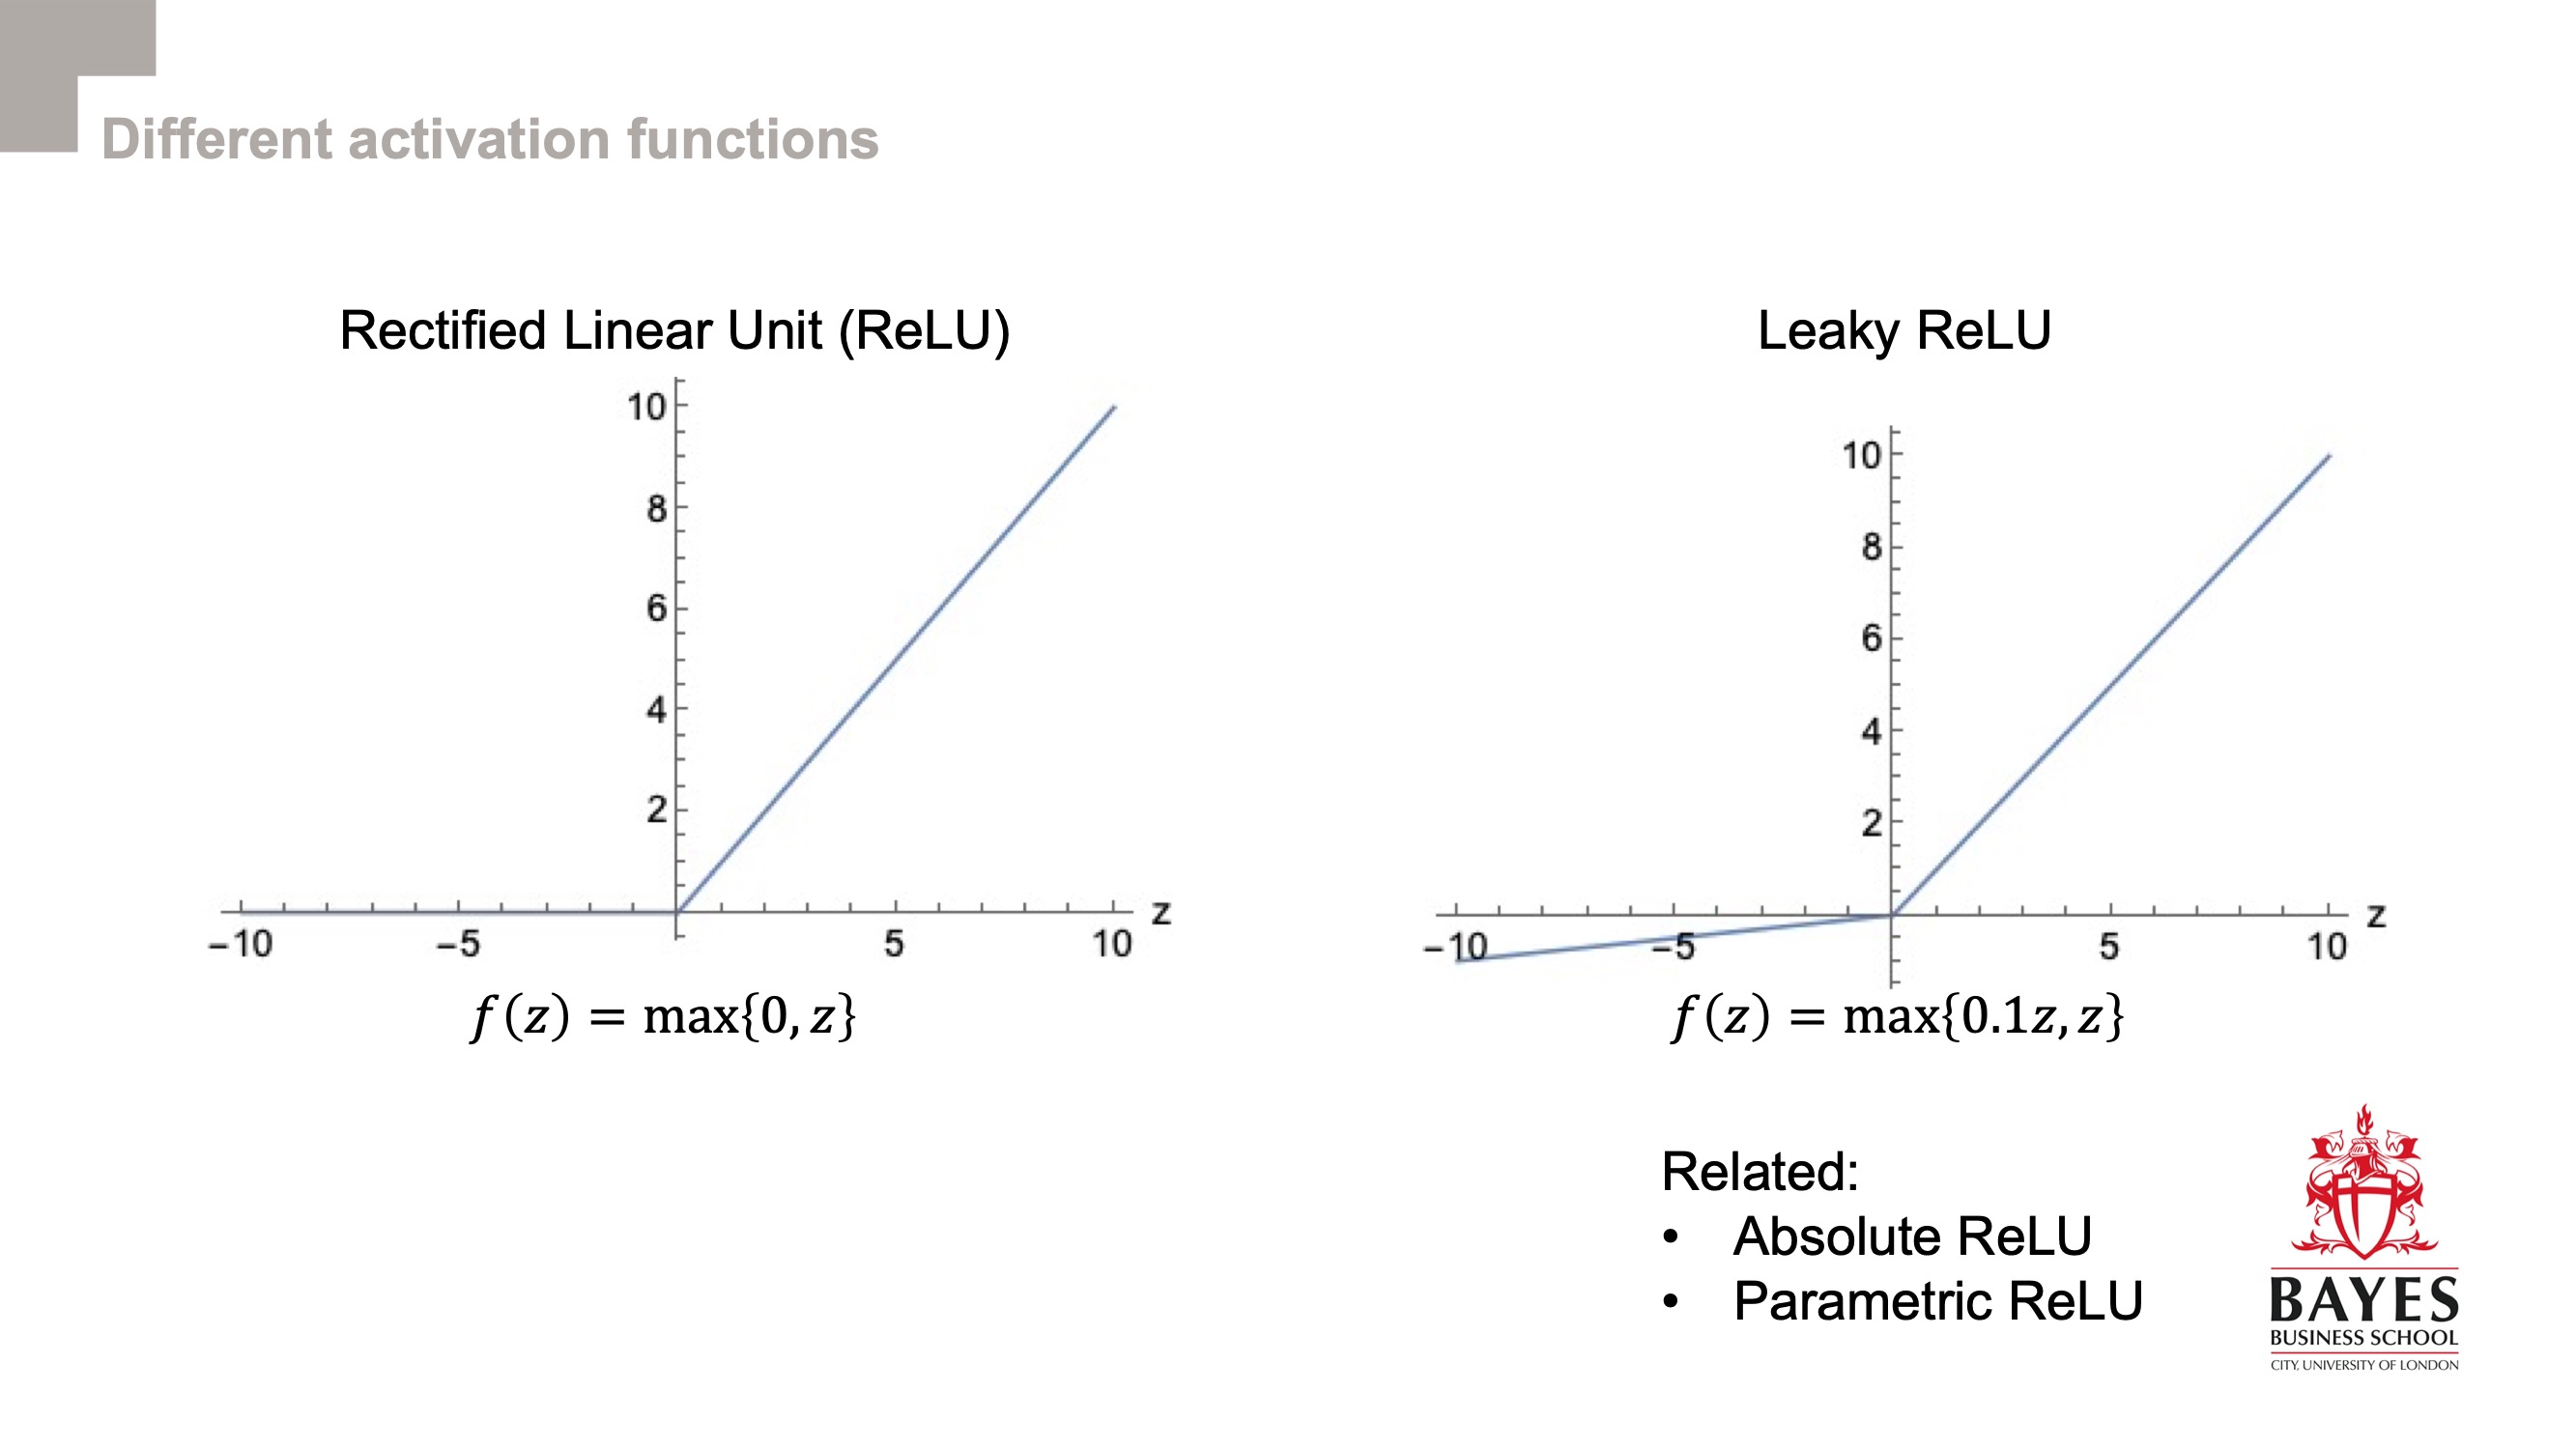 Different activation functions
Rectified Linear Unit (ReLU)
10
8
6
4
2
−10 −5 5 10 z
f(z) = max{0, z}
Leaky ReLU
10
8
6
4
2
−10 −5 5 10 z
f(z) = max{0.1z, z}
Related:
• Absolute ReLU
• Parametric ReLU
BAYES
BUSINESS SCHOOL
CITY, UNIVERSITY OF LONDON